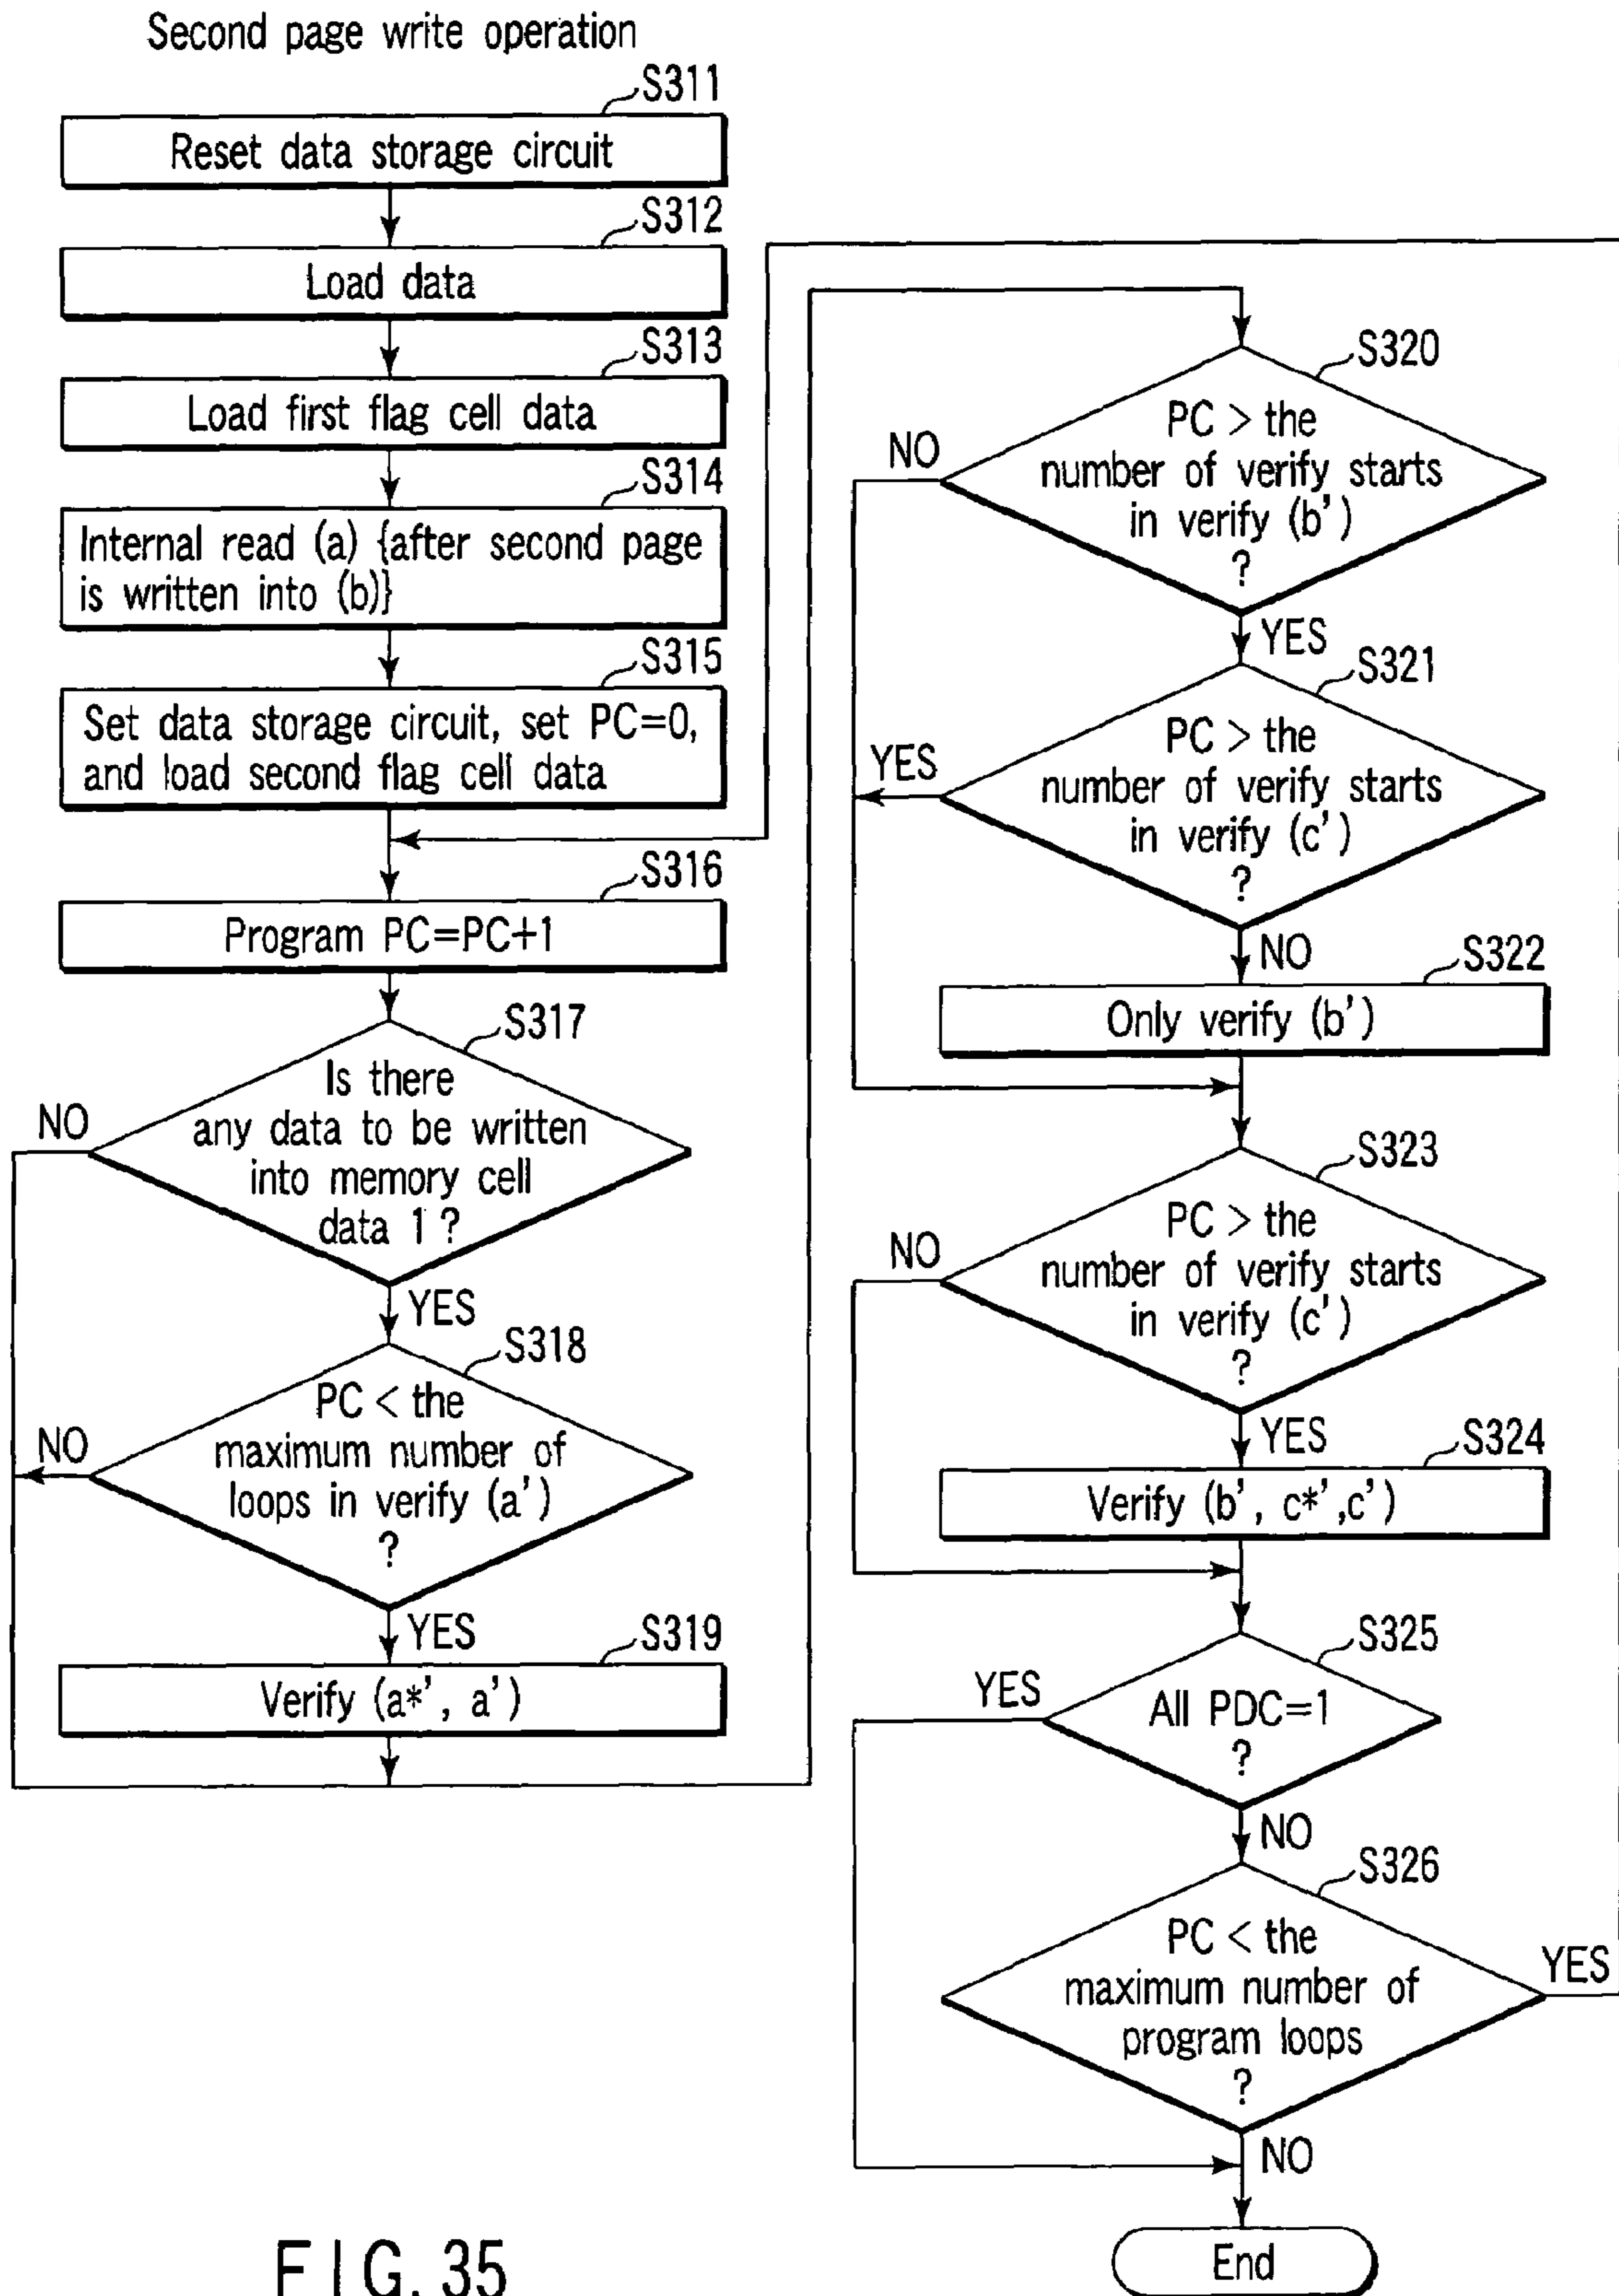 Second page write operation
S311
Reset data storage circuit
S312
Load data
S313
Load first flag cell data
S314
Internal read (a) {after second page
is written into (b)}
S315
Set data storage circuit, set PC=0,
and load second flag cell data
S316
Program PC=PC+1
S317
Is there
any data to be written
into memory cell
data 1 ?
NO
YES
S318
PC < the
maximum number of
loops in verify (a')
?
NO
YES
S319
Verify (a*', a')
S320
PC > the
number of verify starts
in verify (b')
?
NO
YES
S321
PC > the
number of verify starts
in verify (c')
?
YES
NO
S322
Only verify (b')
S323
PC > the
number of verify starts
in verify (c')
?
NO
YES
S324
Verify (b', c*',c')
S325
All PDC=1
?
YES
NO
S326
PC < the
maximum number of
program loops
?
YES
NO
End
FIG. 35